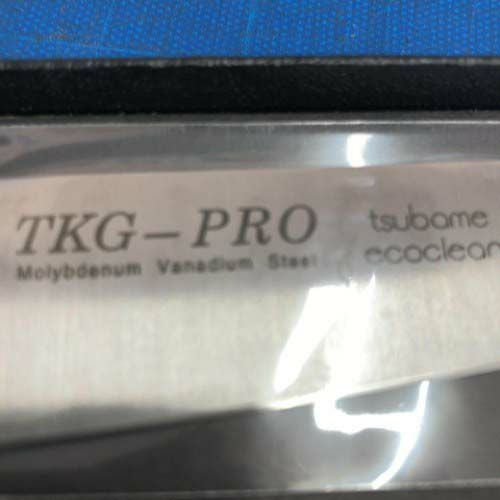 TKG-PRO
Molybdenum Vanadium Steel
tsubame
ecoclean